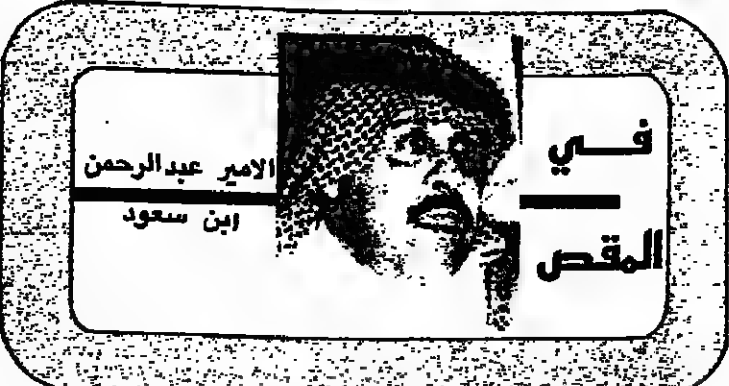 في
المقص
الامير عبدالرحمن
ابن سعود